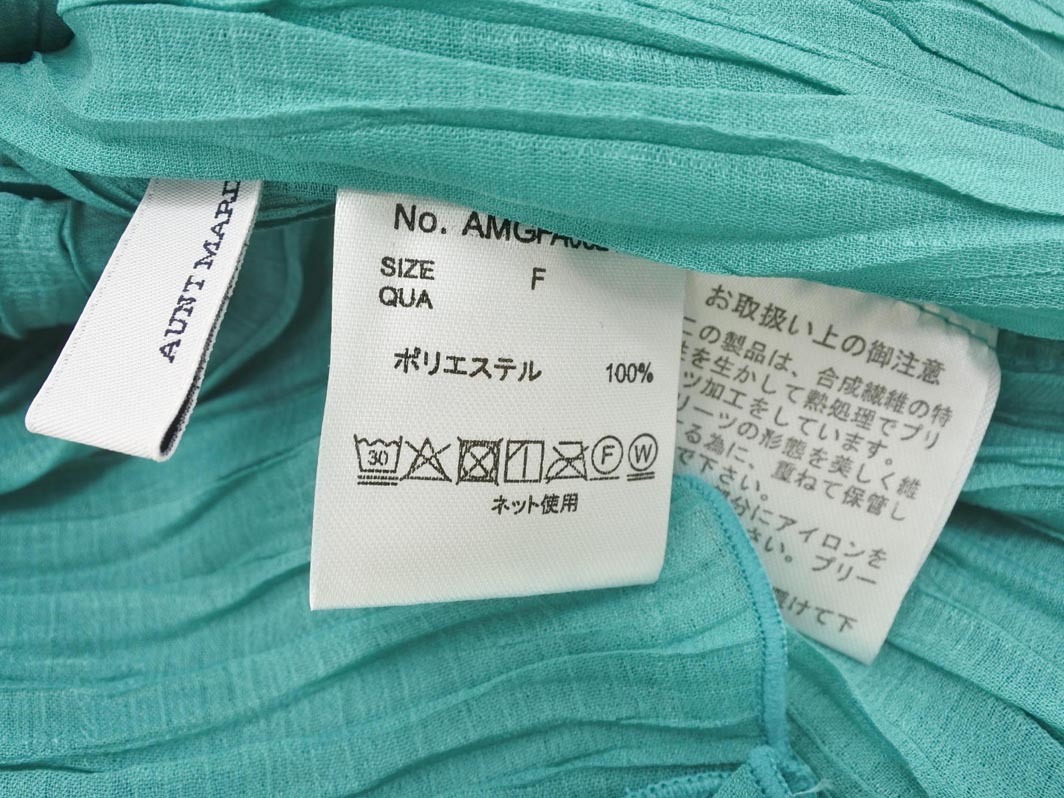 AUNT MARI
No. AMGFA
SIZE F
QUA
ポリエステル 100%
30 F W
ネット使用
お取扱い上の御注意
この製品は、合成繊維の特
を生かして熱処理でプリ
ツ加工をしています。
リーツの形態を美しく維
る為に、重ねて保管し
で下さい。
分にアイロンを
さい。プリー
けて下